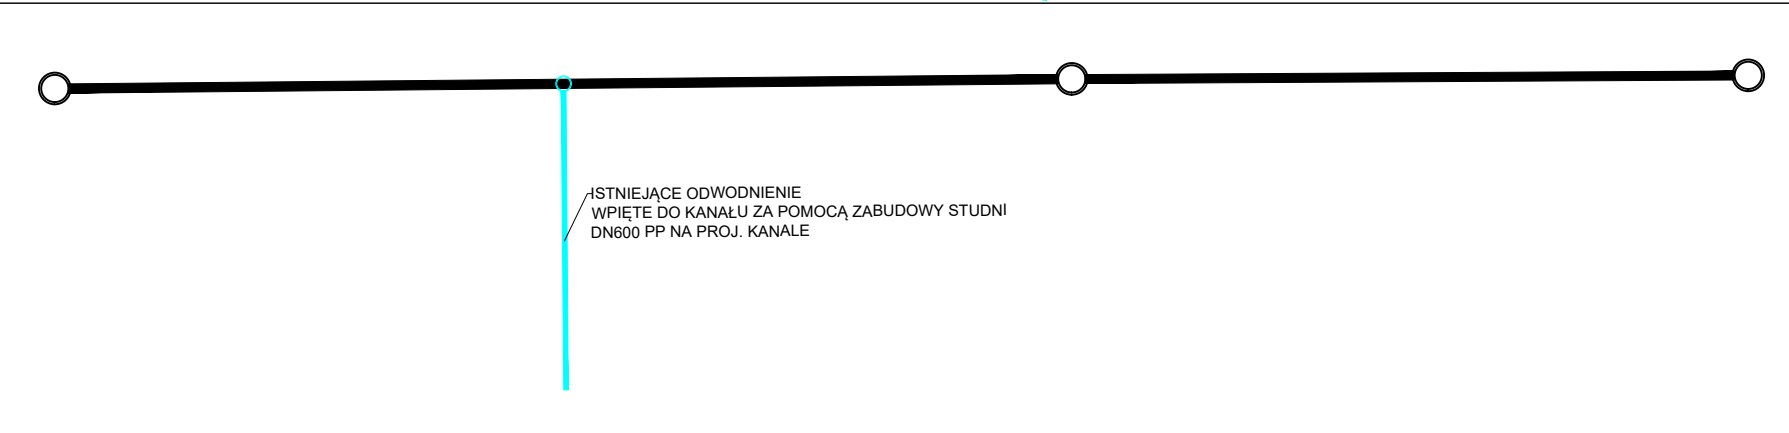 ISTNIEJĄCE ODWODNIENIE
WPIĘTE DO KANAŁU ZA POMOCĄ ZABUDOWY STUDNI
DN600 PP NA PROJ. KANALE